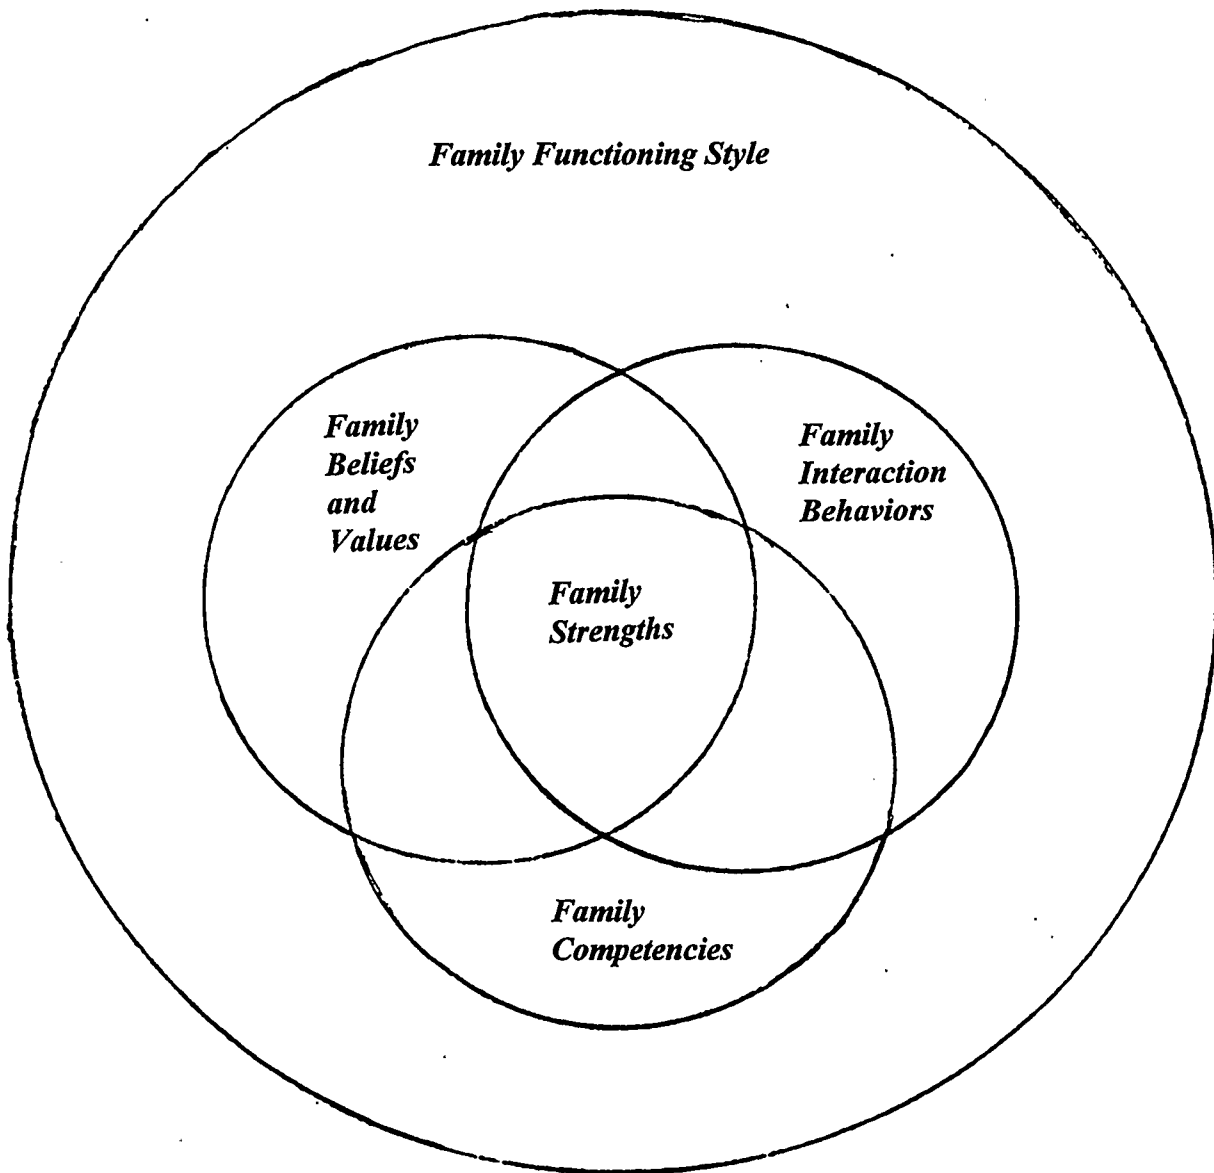 Family Functioning Style
Family
Beliefs
and
Values
Family
Interaction
Behaviors
Family
Strengths
Family
Competencies